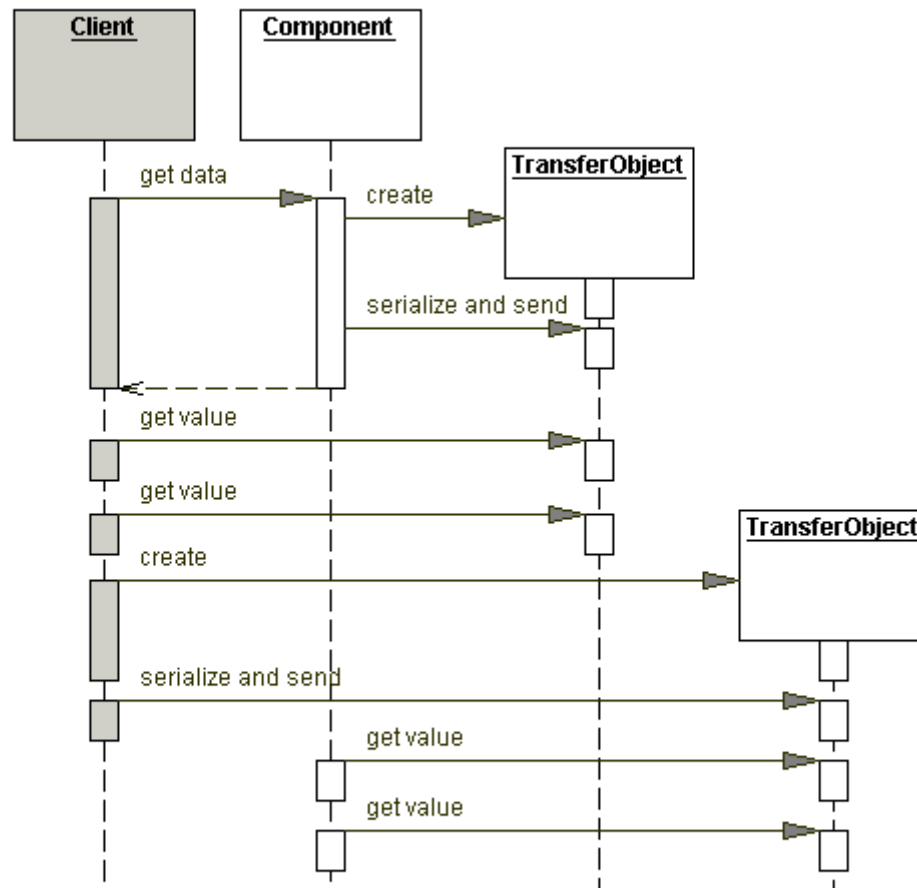 Client
Component
TransferObject
get data
create
serialize and send
get value
get value
TransferObject
create
serialize and send
get value
get value